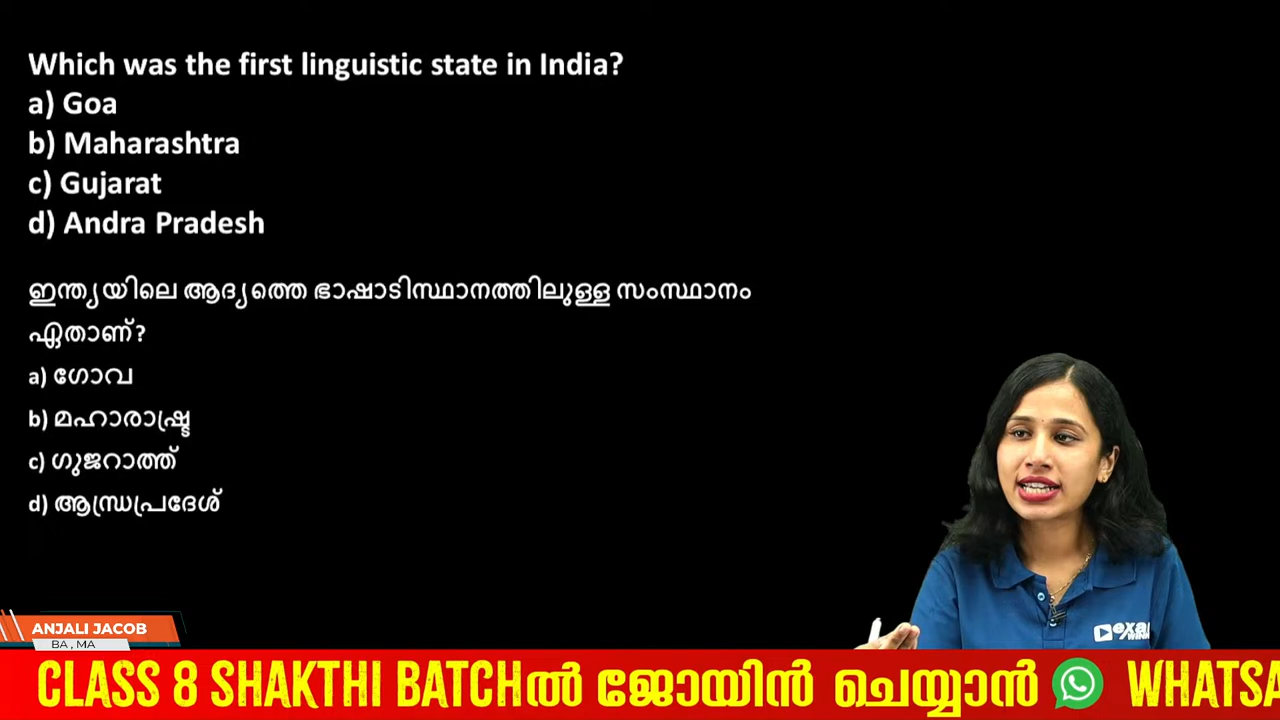 Which was the first linguistic state in India?
a) Goa
b) Maharashtra
c) Gujarat
d) Andra Pradesh
ഇന്ത്യയിലെ ആദ്യത്തെ ഭാഷാടിസ്ഥാനത്തിലുള്ള സംസ്ഥാനം
ഏതാണ്?
a) ഗോവ
b) മഹാരാഷ്ട്ര
c) ഗുജറാത്ത്
d) ആന്ധ്രപ്രദേശ്
ANJALI JACOB
BA , MA
CLASS 8 SHAKTHI BATCHൽ ജോയിൻ ചെയ്യാൻ WHATSA